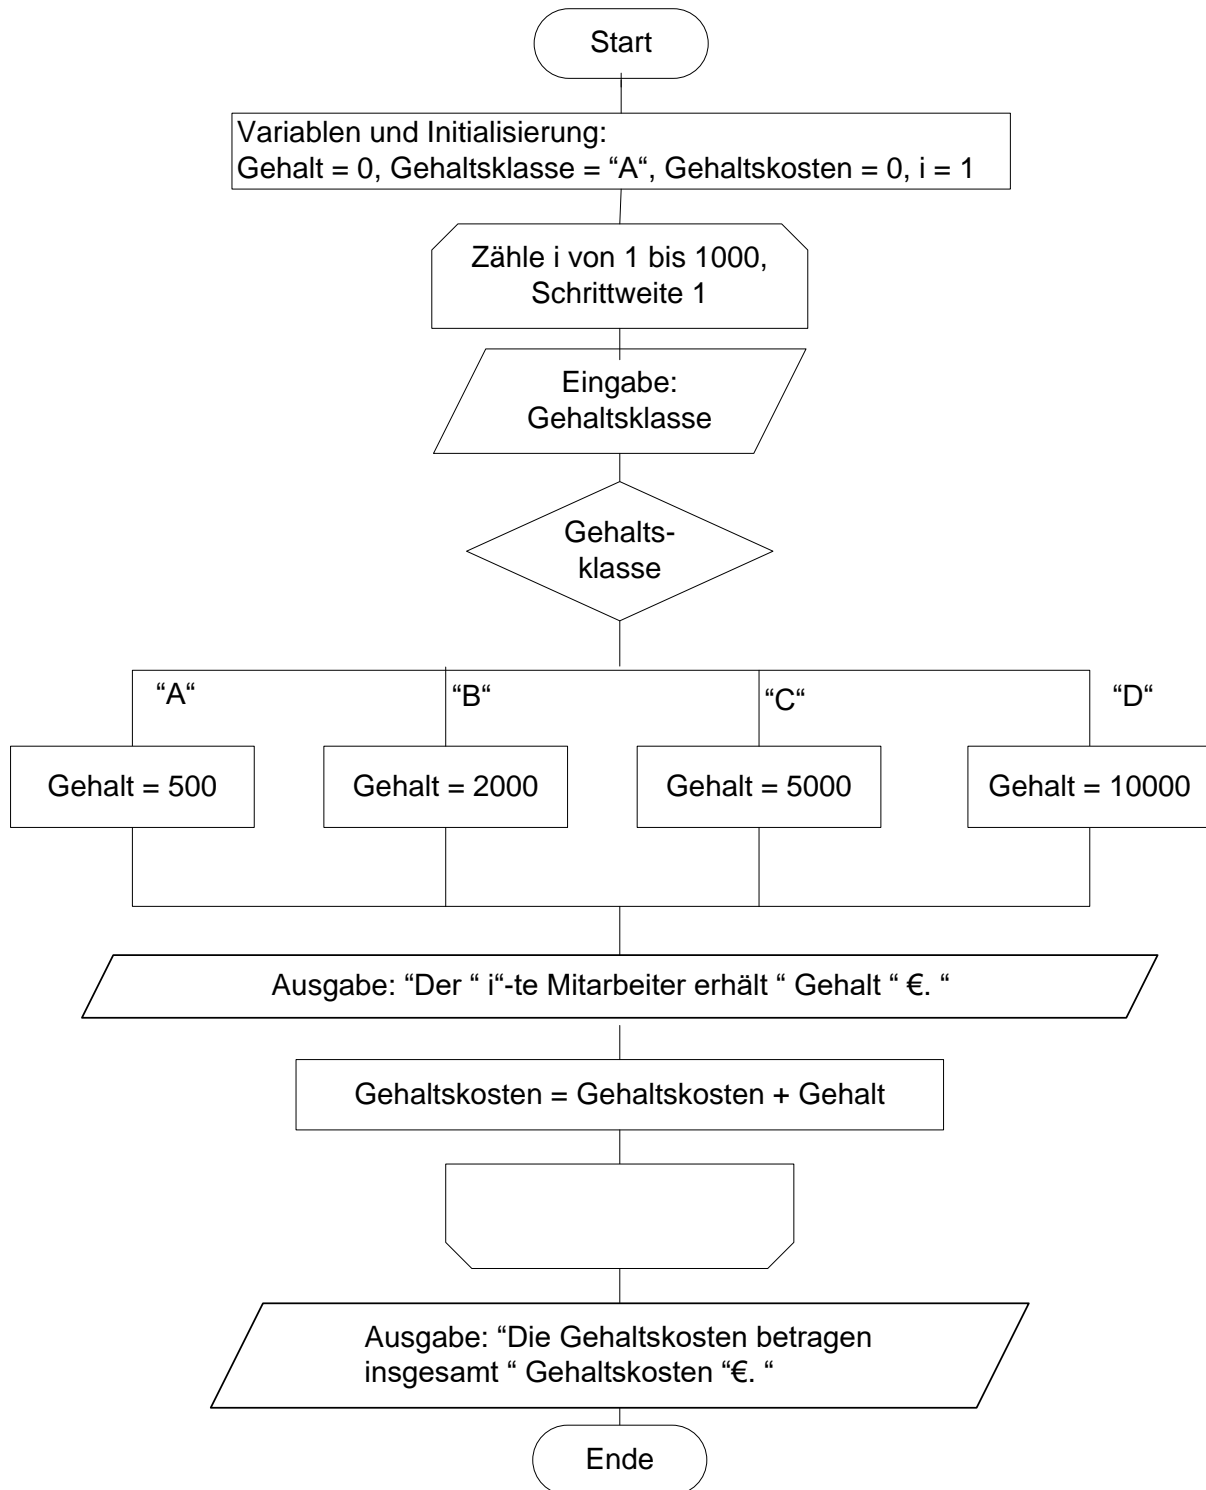 Start
Variablen und Initialisierung:
Gehalt = 0, Gehaltsklasse = “A“, Gehaltskosten = 0, i = 1
Zähle i von 1 bis 1000,
Schrittweite 1
Eingabe:
Gehaltsklasse
Gehalts-
klasse
“A“
“B“
“C“
“D“
Gehalt = 500
Gehalt = 2000
Gehalt = 5000
Gehalt = 10000
Ausgabe: “Der “ i“-te Mitarbeiter erhält “ Gehalt “ €. “
Gehaltskosten = Gehaltskosten + Gehalt
Ausgabe: “Die Gehaltskosten betragen
insgesamt “ Gehaltskosten “€. “
Ende